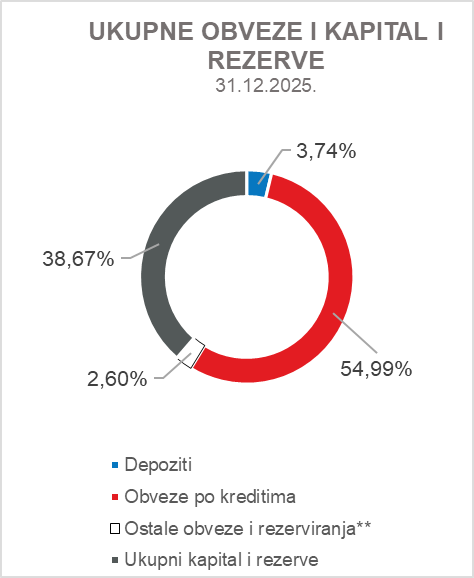 UKUPNE OBVEZE I KAPITAL I
REZERVE
31.12.2025.
3,74%
38,67%
54,99%
2,60%
Depoziti
Obveze po kreditima
Ostale obveze i rezerviranja**
Ukupni kapital i rezerve